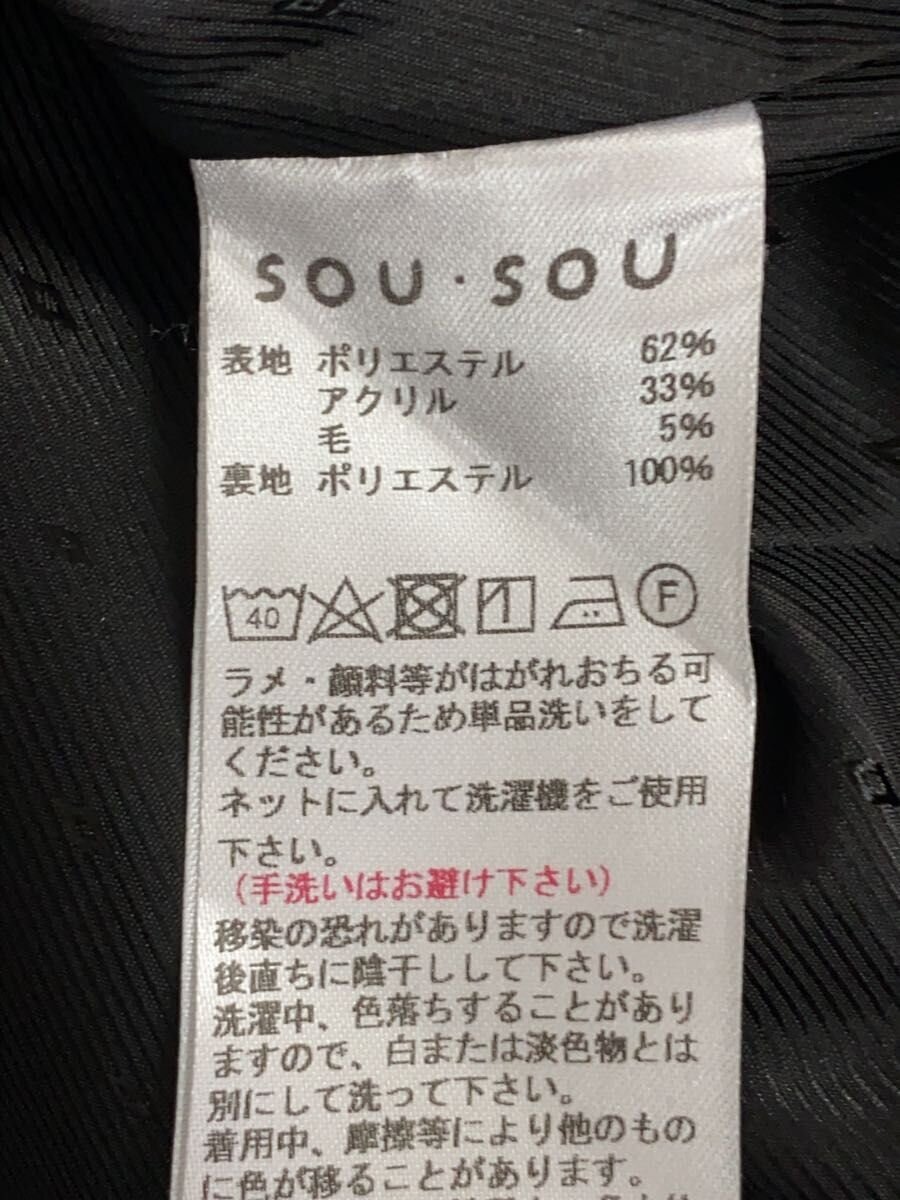 SOU・SOU
表地 ポリエステル 62%
アクリル 33%
毛 5%
裏地 ポリエステル 100%
40 F
ラメ・顔料等がはがれおちる可
能性があるため単品洗いをして
ください。
ネットに入れて洗濯機をご使用
下さい。
(手洗いはお避け下さい)
移染の恐れがありますので洗濯
後直ちに陰干しして下さい。
洗濯中、色落ちすることがあり
ますので、白または淡色物とは
別にして洗って下さい。
着用中、摩擦等により他のもの
に色が移ることがあります。